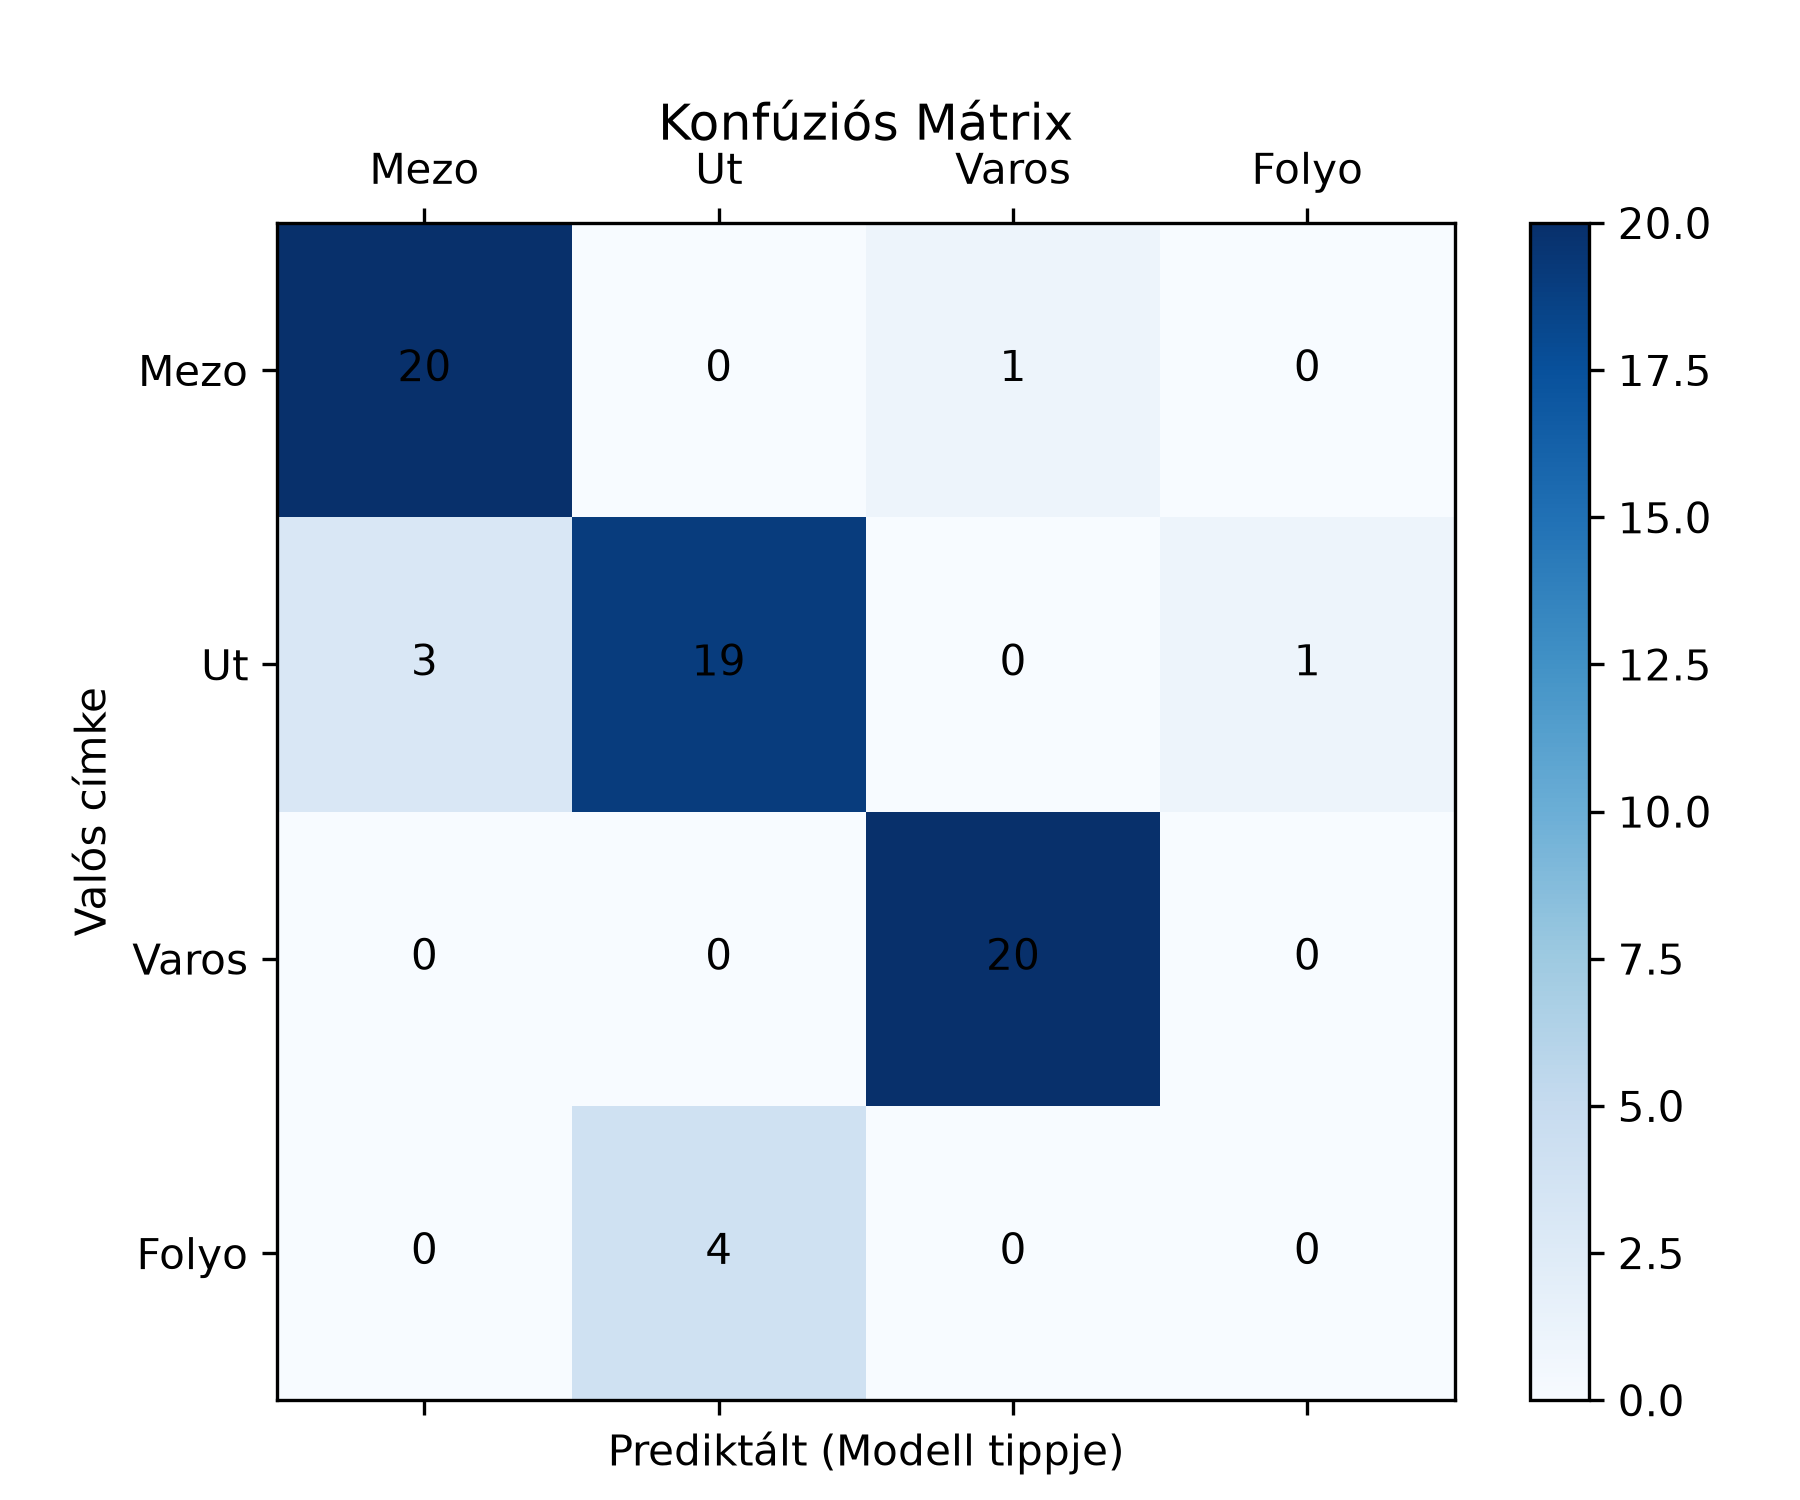 Konfúziós Mátrix
Mezo Ut Varos Folyo
20.0
Mezo 20 0 1 0 17.5
15.0
Ut 3 19 0 1 12.5
Valós címke
10.0
Varos 0 0 20 0 7.5
5.0
Folyo 0 4 0 0 2.5
0.0
Prediktált (Modell tippje)